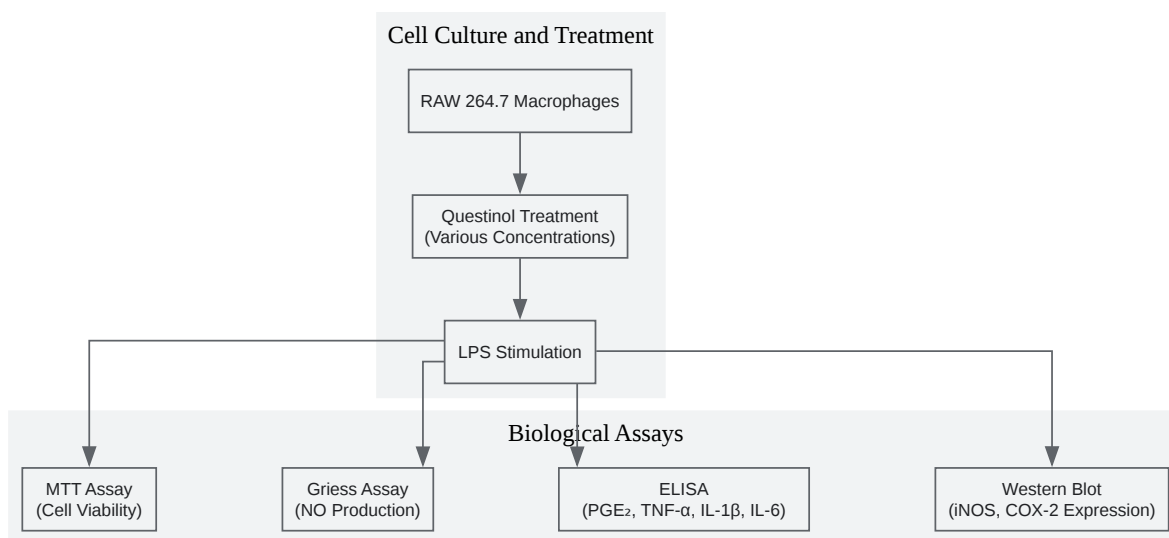 Cell Culture and Treatment
RAW 264.7 Macrophages
Questinol Treatment
(Various Concentrations)
LPS Stimulation
Biological Assays
MTT Assay
(Cell Viability)
Griess Assay
(NO Production)
ELISA
(PGE₂, TNF-α, IL-1β, IL-6)
Western Blot
(iNOS, COX-2 Expression)